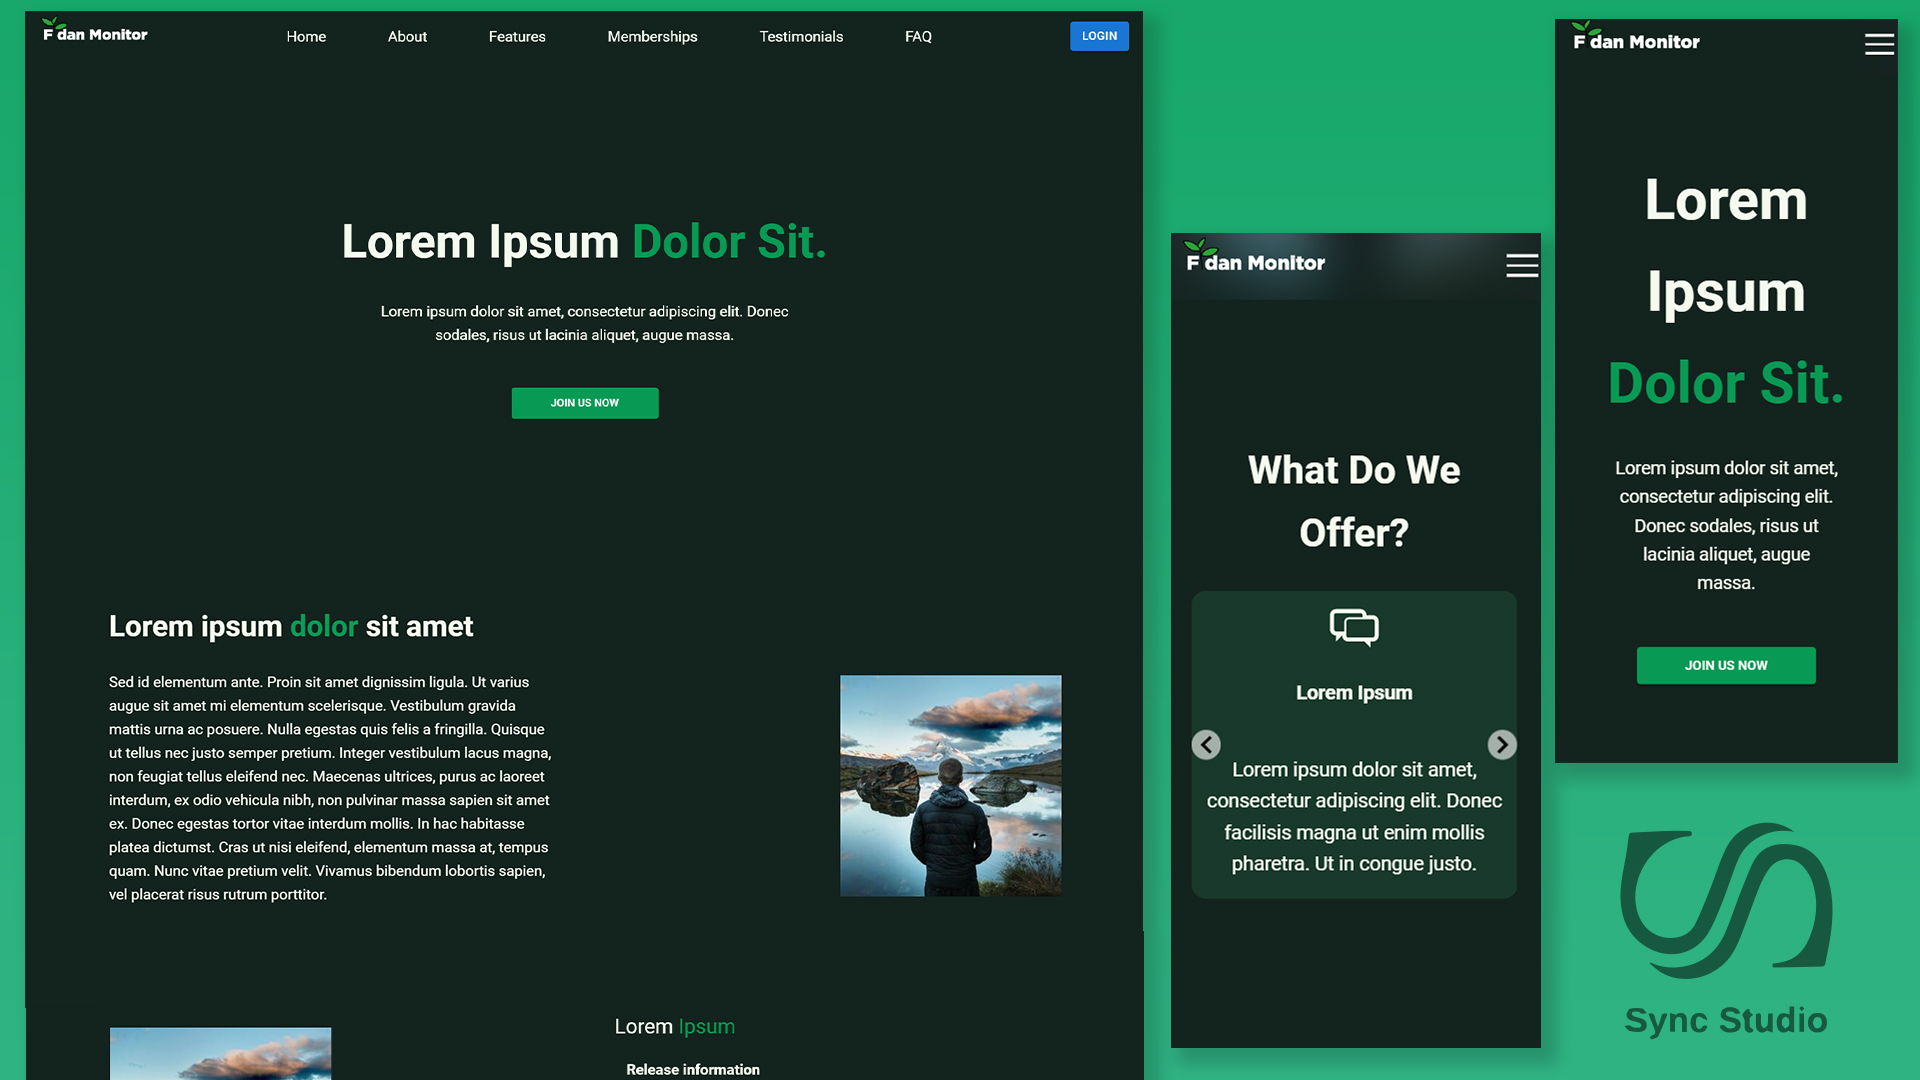 F dan Monitor
Home
About
Features
Memberships
Testimonials
FAQ
LOGIN
Lorem Ipsum Dolor Sit.
Lorem ipsum dolor sit amet, consectetur adipiscing elit. Donec
sodales, risus ut lacinia aliquet, augue massa.
JOIN US NOW
Lorem ipsum dolor sit amet
Sed id elementum ante. Proin sit amet dignissim ligula. Ut varius
augue sit amet mi elementum scelerisque. Vestibulum gravida
mattis urna ac posuere. Nulla egestas quis felis a fringilla. Quisque
ut tellus nec justo semper pretium. Integer vestibulum lacus magna,
non feugiat tellus eleifend nec. Maecenas ultrices, purus ac laoreet
interdum, ex odio vehicula nibh, non pulvinar massa sapien sit amet
ex. Donec egestas tortor vitae interdum mollis. In hac habitasse
platea dictumst. Cras ut nisi eleifend, elementum massa at, tempus
quam. Nunc vitae pretium velit. Vivamus bibendum lobortis sapien,
vel placerat risus rutrum porttitor.
Lorem Ipsum
Release information
F dan Monitor
What Do We
Offer?
Lorem Ipsum
Lorem ipsum dolor sit amet,
consectetur adipiscing elit. Donec
facilisis magna ut enim mollis
pharetra. Ut in congue justo.
F dan Monitor
Lorem
Ipsum
Dolor Sit.
Lorem ipsum dolor sit amet,
consectetur adipiscing elit.
Donec sodales, risus ut
lacinia aliquet, augue
massa.
JOIN US NOW
Sync Studio